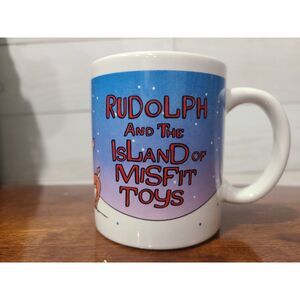 RUDOLPH
AND THE
ISLAND OF
MISFIT
TOYS